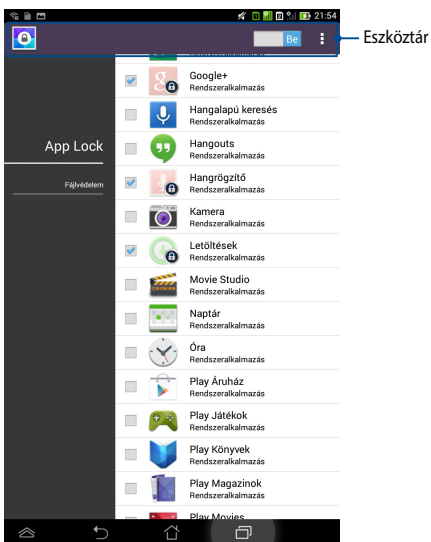 21:54
Be
Eszköztár
Rendszeralkalmazás
App Lock
Fájlvédelem
Google+
Rendszeralkalmazás
Hangalapú keresés
Rendszeralkalmazás
Hangouts
Rendszeralkalmazás
Hangrögzítő
Rendszeralkalmazás
Kamera
Rendszeralkalmazás
Letöltések
Rendszeralkalmazás
Movie Studio
Rendszeralkalmazás
Naptár
Rendszeralkalmazás
Óra
Rendszeralkalmazás
Play Áruház
Rendszeralkalmazás
Play Játékok
Rendszeralkalmazás
Play Könyvek
Rendszeralkalmazás
Play Magazinok
Rendszeralkalmazás
Play Movies